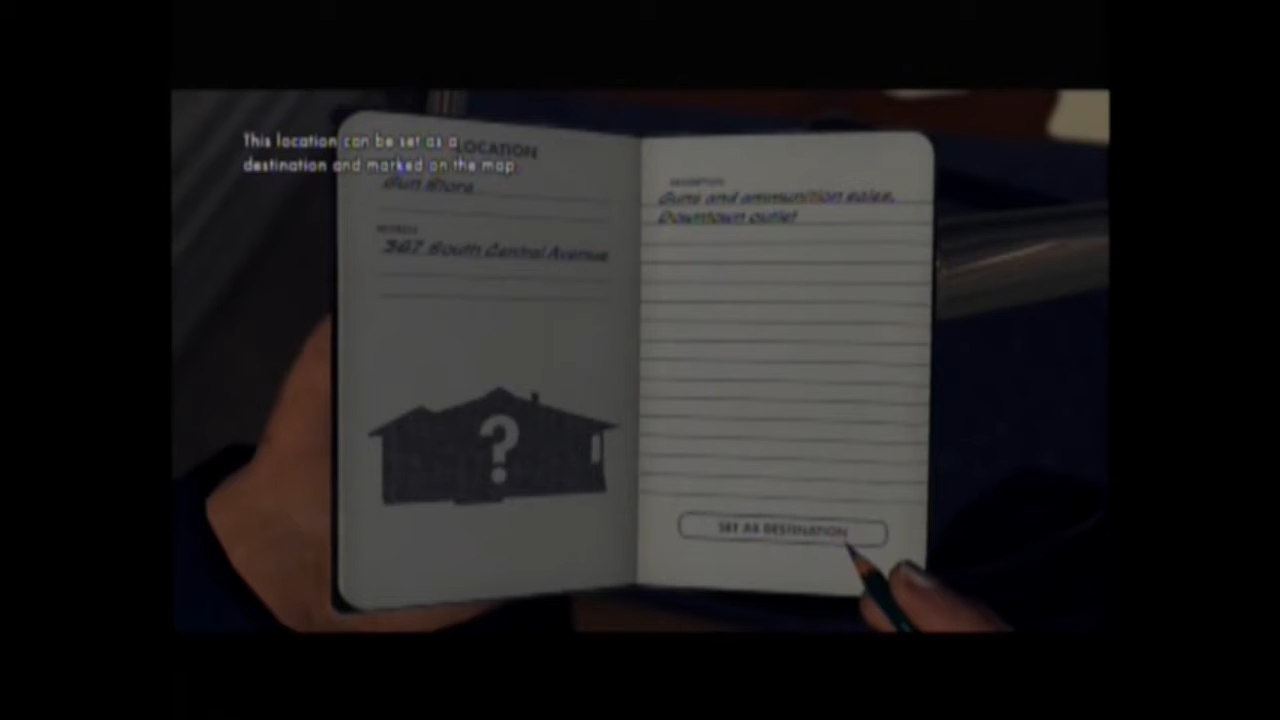 This location can be set as a
destination and marked on the map.
LOCATION
Gun Store
ADDRESS
367 South Central Avenue
DESCRIPTION
Guns and ammunition sales.
Downtown outlet
?
SET AS DESTINATION